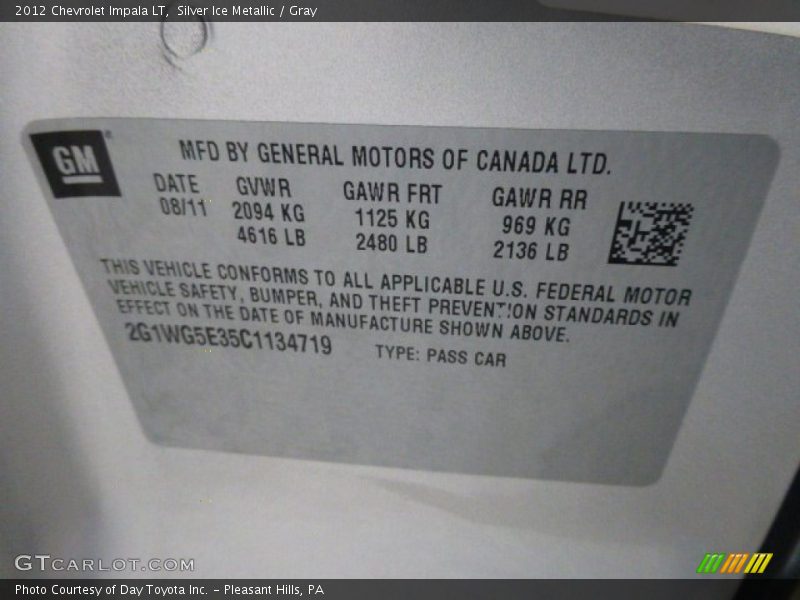 2012 Chevrolet Impala LT, Silver Ice Metallic / Gray
GM
MFD BY GENERAL MOTORS OF CANADA LTD.
DATE GVWR GAWR FRT GAWR RR
08/11 2094 KG 1125 KG 969 KG
4616 LB 2480 LB 2136 LB
THIS VEHICLE CONFORMS TO ALL APPLICABLE U.S. FEDERAL MOTOR
VEHICLE SAFETY, BUMPER, AND THEFT PREVENTION STANDARDS IN
EFFECT ON THE DATE OF MANUFACTURE SHOWN ABOVE.
2G1WG5E35C1134719 TYPE: PASS CAR
GTCARLOT.COM
Photo Courtesy of Day Toyota Inc. - Pleasant Hills, PA